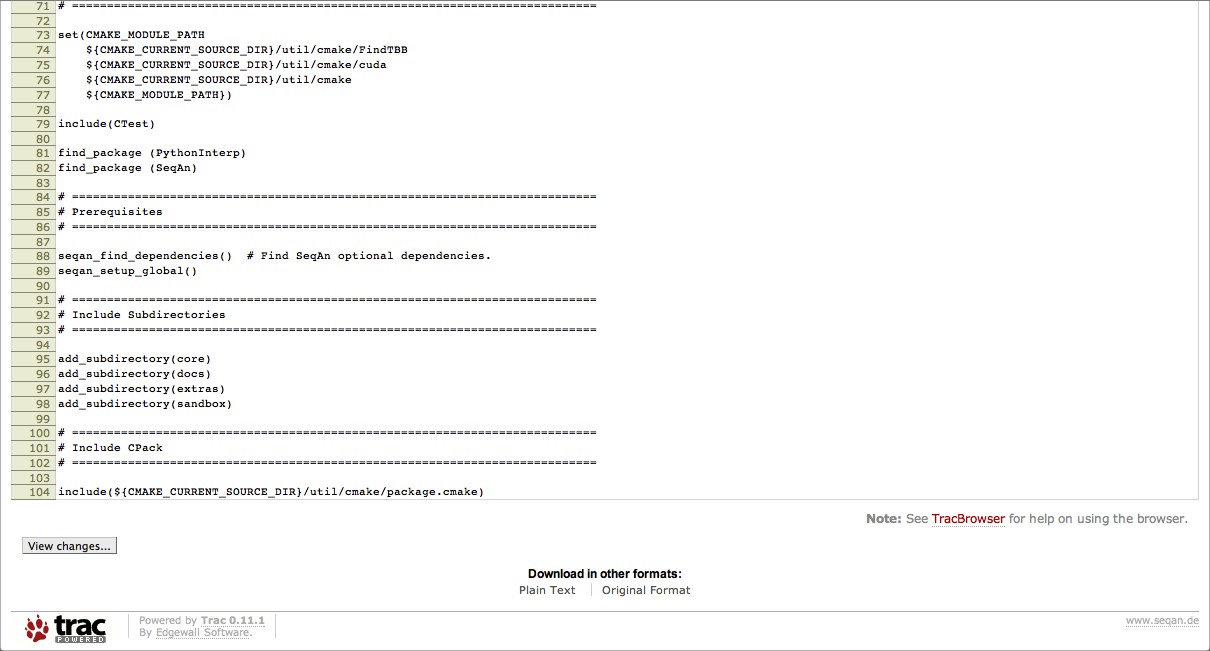 71 # ===========================================================================
72
73 set(CMAKE_MODULE_PATH
74     ${CMAKE_CURRENT_SOURCE_DIR}/util/cmake/FindTBB
75     ${CMAKE_CURRENT_SOURCE_DIR}/util/cmake/cuda
76     ${CMAKE_CURRENT_SOURCE_DIR}/util/cmake
77     ${CMAKE_MODULE_PATH})
78
79 include(CTest)
80
81 find_package (PythonInterp)
82 find_package (SeqAn)
83
84 # ===========================================================================
85 # Prerequisites
86 # ===========================================================================
87
88 seqan_find_dependencies()  # Find SeqAn optional dependencies.
89 seqan_setup_global()
90
91 # ===========================================================================
92 # Include Subdirectories
93 # ===========================================================================
94
95 add_subdirectory(core)
96 add_subdirectory(docs)
97 add_subdirectory(extras)
98 add_subdirectory(sandbox)
99
100 # ===========================================================================
101 # Include CPack
102 # ===========================================================================
103
104 include(${CMAKE_CURRENT_SOURCE_DIR}/util/cmake/package.cmake)
Note: See TracBrowser for help on using the browser.
View changes...
Download in other formats:
Plain Text | Original Format
trac
POWERED
Powered by Trac 0.11.1
By Edgewall Software.
www.seqan.de